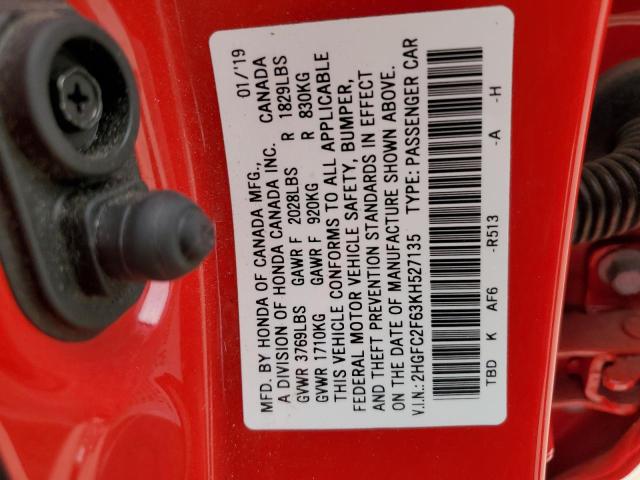 MFD. BY HONDA OF CANADA MFG., 01/'19
A DIVISION OF HONDA CANADA INC. CANADA
GVWR 3769LBS GAWR F 2028LBS R 1829LBS
GVWR 1710KG GAWR F 920KG R 830KG
THIS VEHICLE CONFORMS TO ALL APPLICABLE
FEDERAL MOTOR VEHICLE SAFETY, BUMPER,
AND THEFT PREVENTION STANDARDS IN EFFECT
ON THE DATE OF MANUFACTURE SHOWN ABOVE.
V.I.N.: 2HGFC2F63KH527135 TYPE: PASSENGER CAR
TBD K AF6 -R513 -A -H